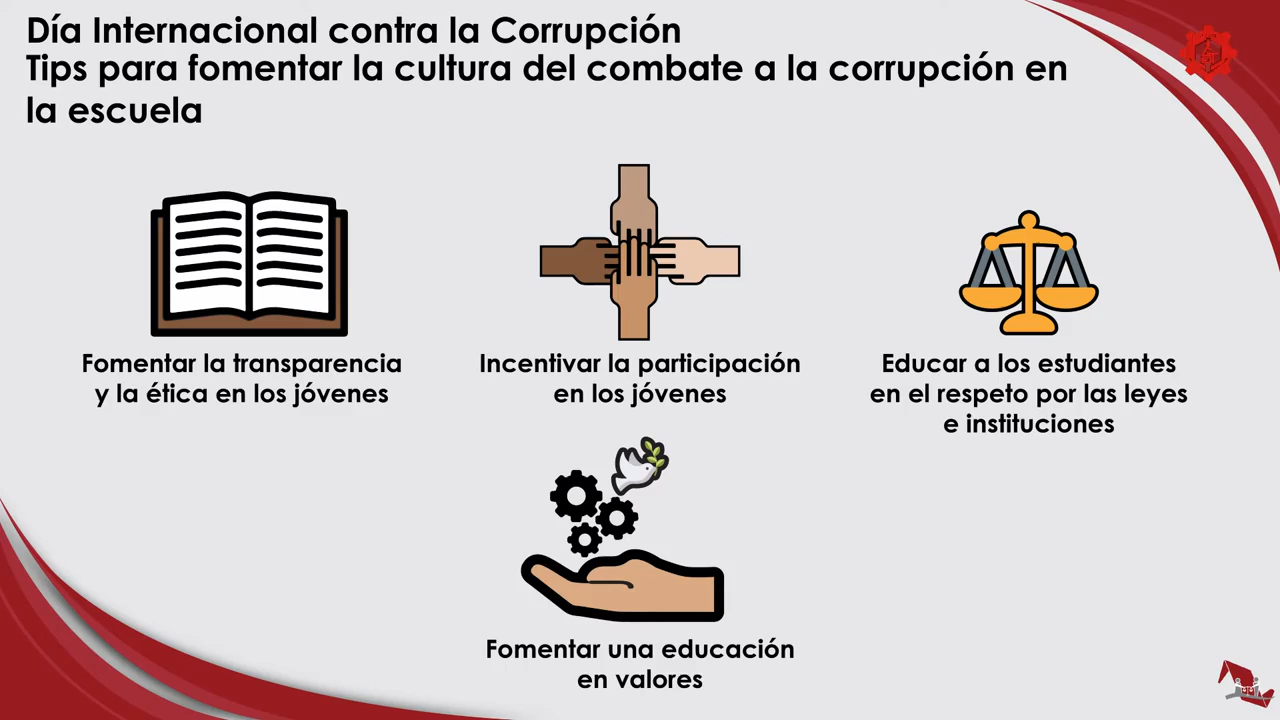 Día Internacional contra la Corrupción
Tips para fomentar la cultura del combate a la corrupción en
la escuela
Fomentar la transparencia
y la ética en los jóvenes
Incentivar la participación
en los jóvenes
Educar a los estudiantes
en el respeto por las leyes
e instituciones
Fomentar una educación
en valores